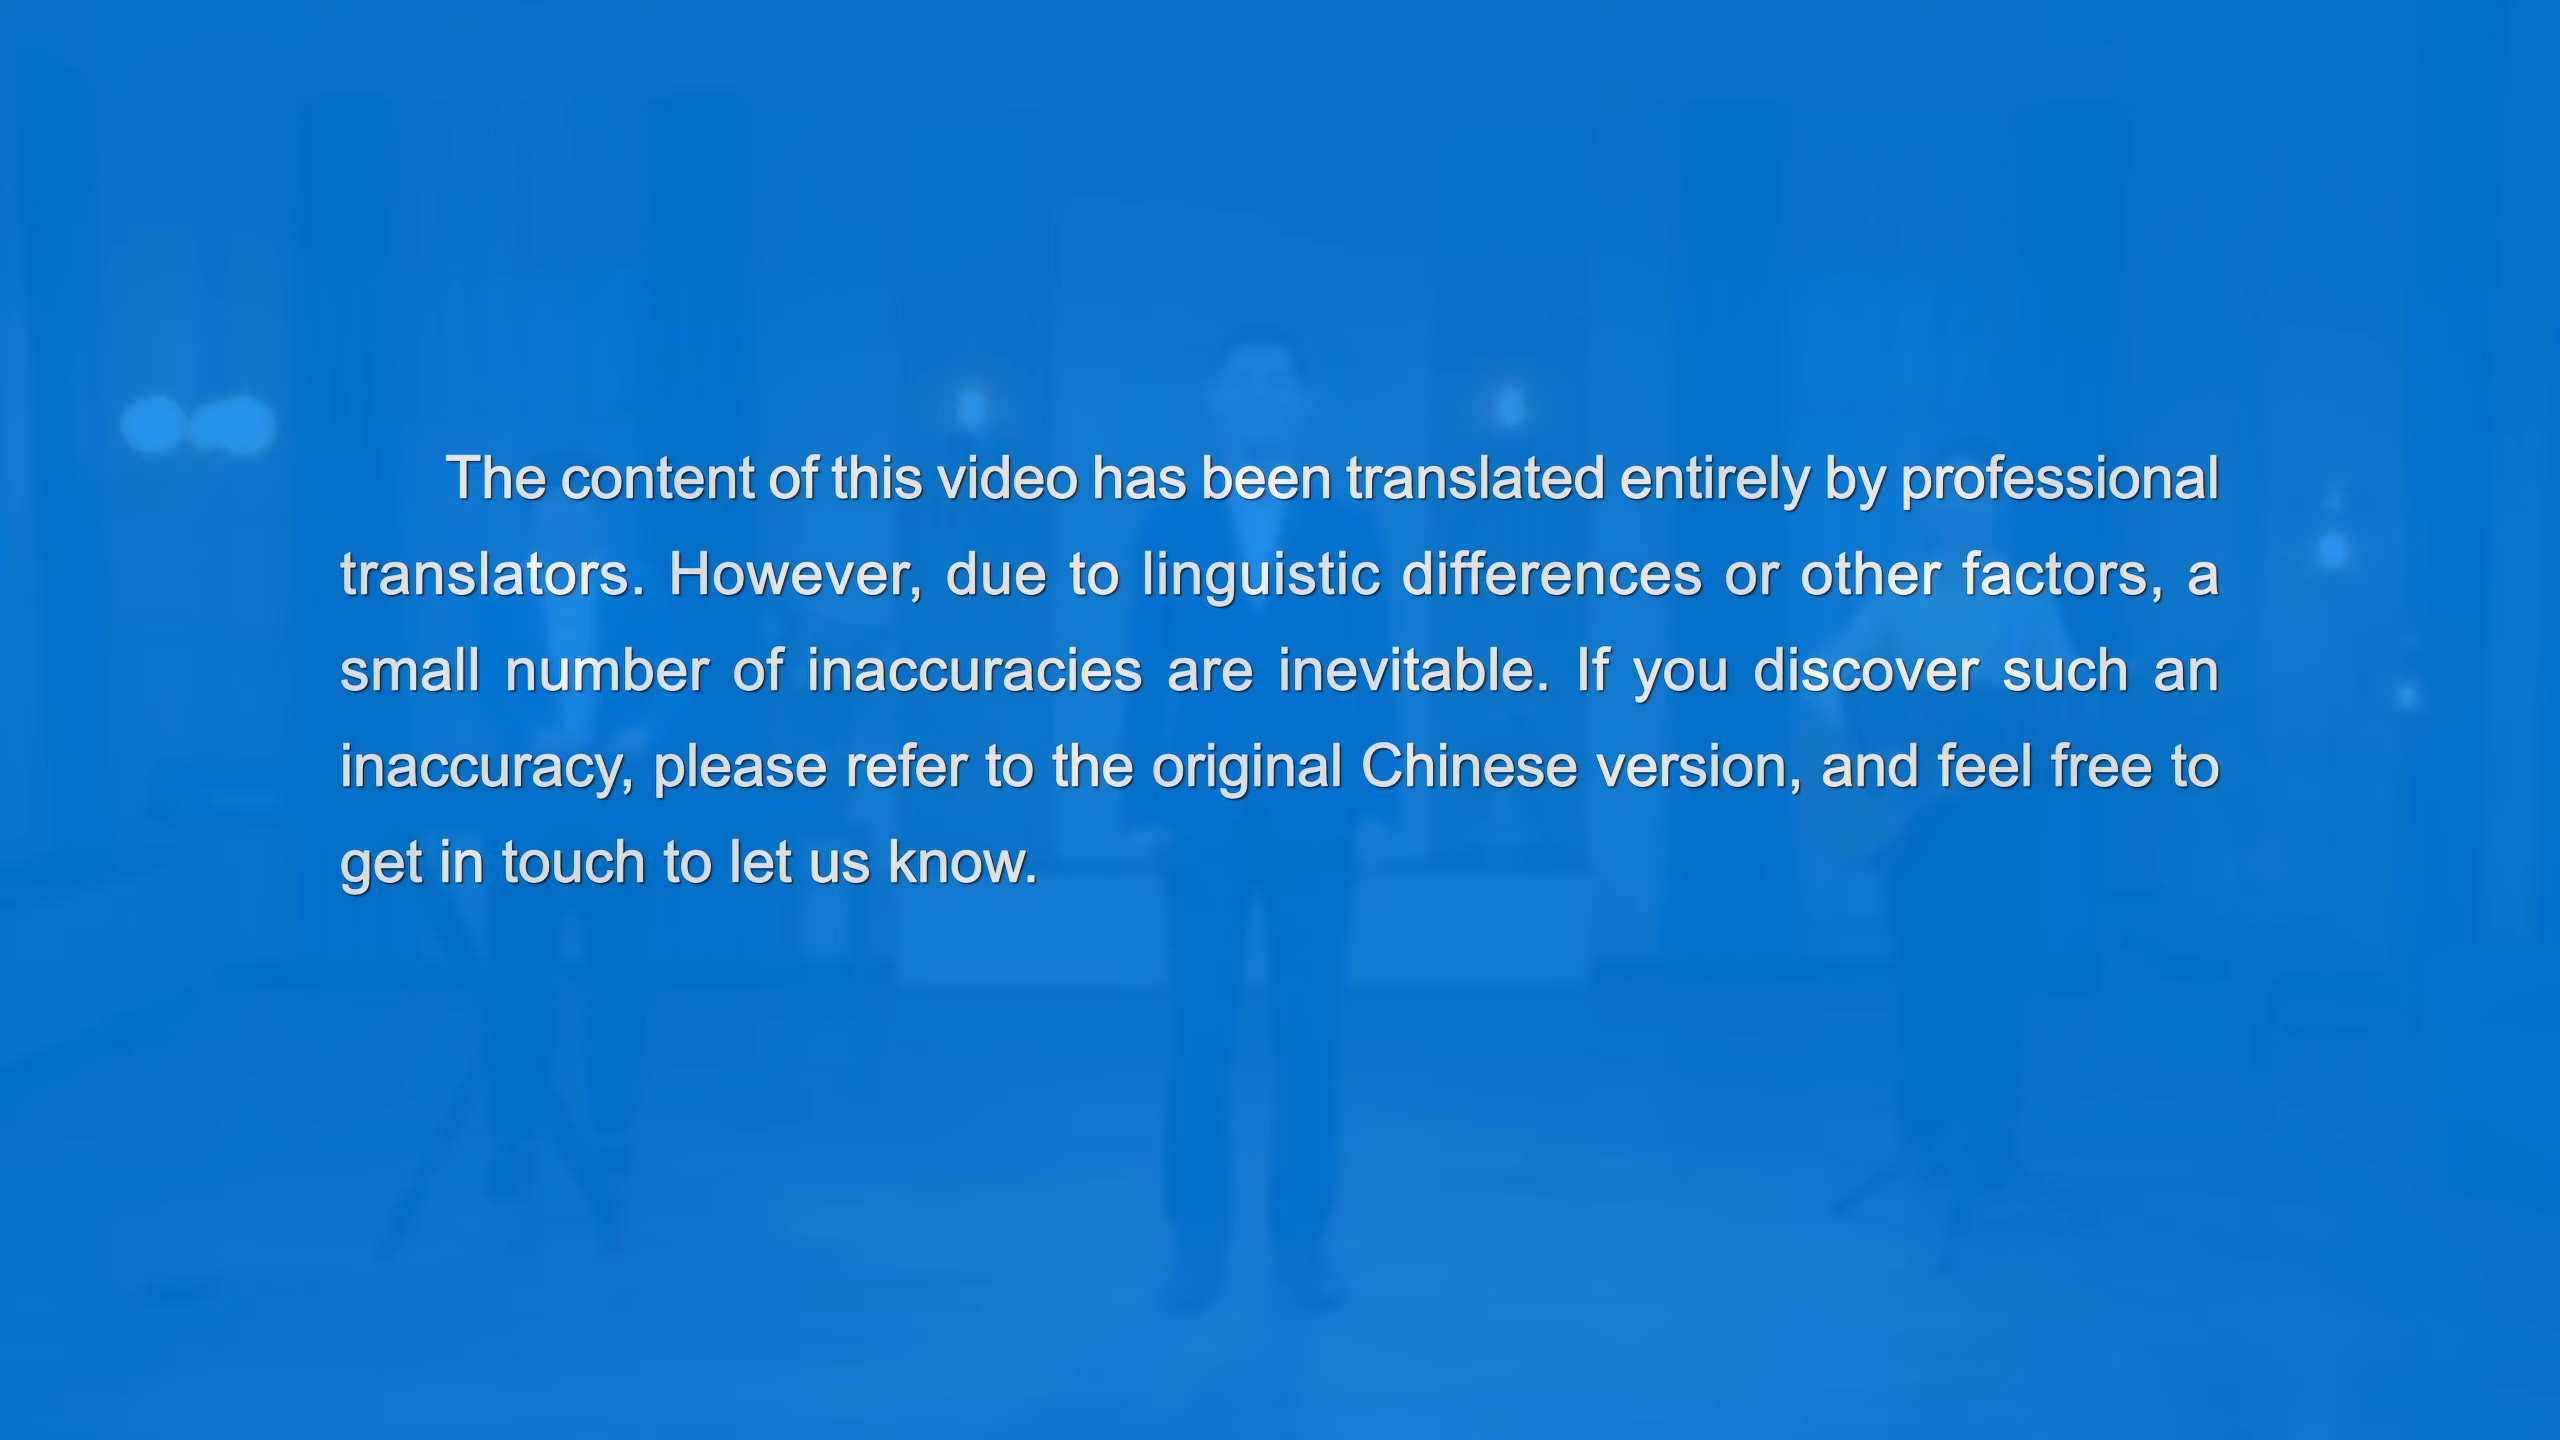 The content of this video has been translated entirely by professional
translators. However, due to linguistic differences or other factors, a
small number of inaccuracies are inevitable. If you discover such an
inaccuracy, please refer to the original Chinese version, and feel free to
get in touch to let us know.